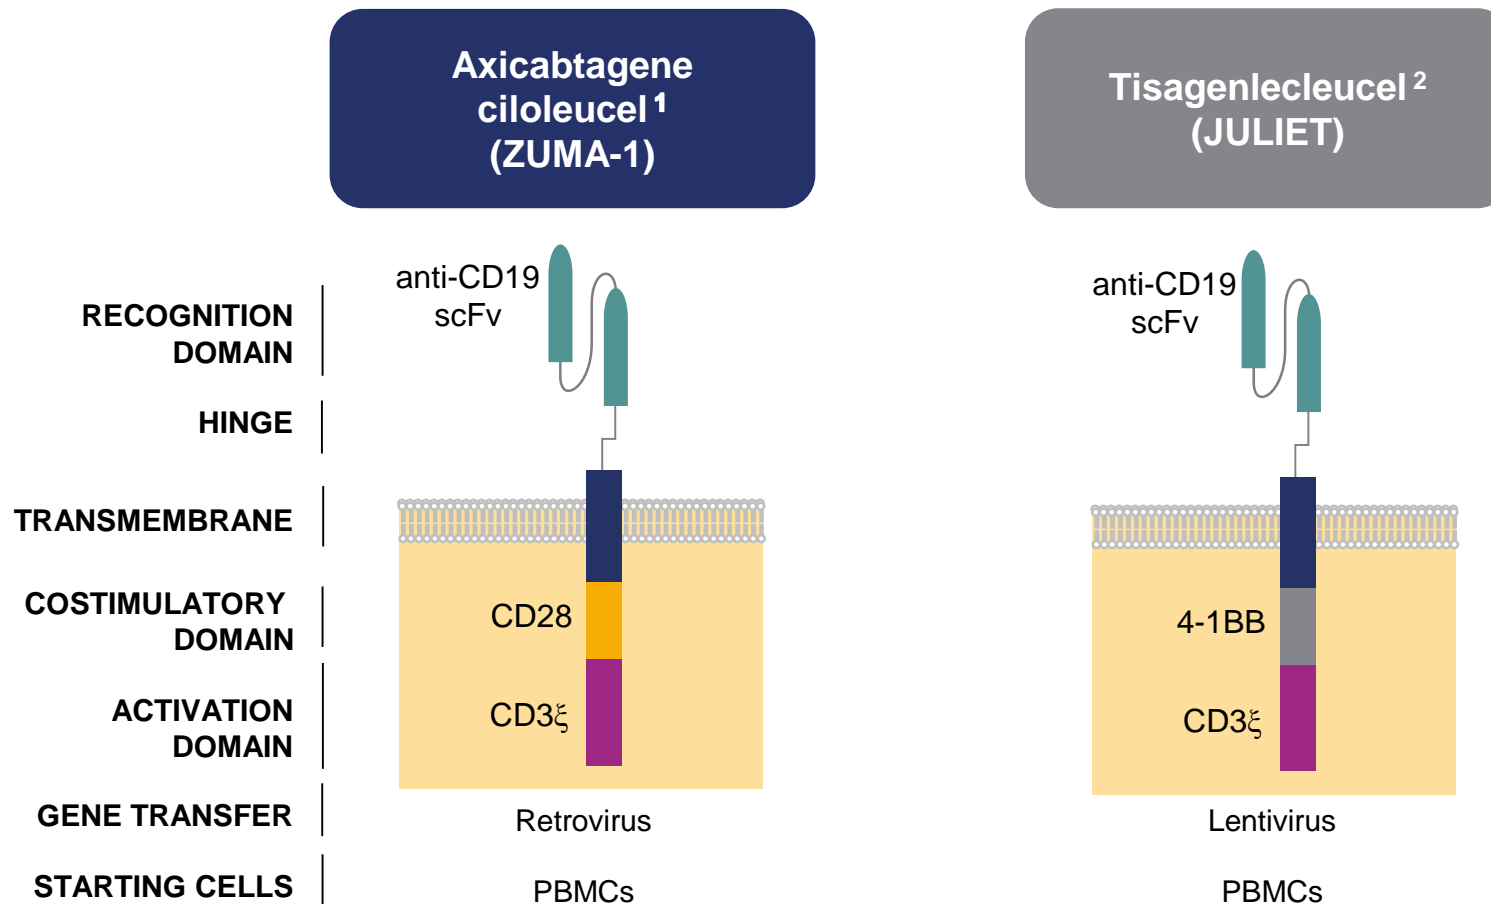 Axicabtagene
ciloleucel 1
(ZUMA-1)
Tisagenlecleucel 2
(JULIET)
RECOGNITION
DOMAIN
anti-CD19
scFv
anti-CD19
scFv
HINGE
TRANSMEMBRANE
COSTIMULATORY
DOMAIN
CD28
4-1BB
ACTIVATION
DOMAIN
CD3ξ
CD3ξ
GENE TRANSFER
Retrovirus
Lentivirus
STARTING CELLS
PBMCs
PBMCs